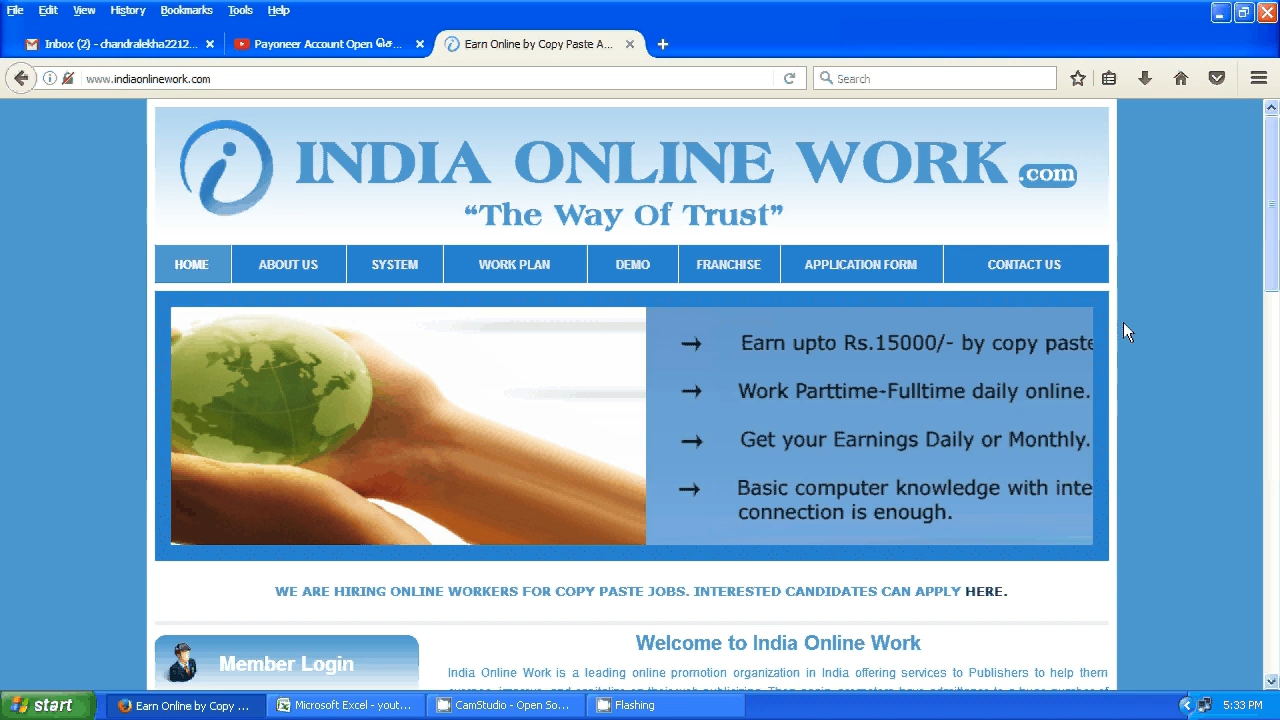 File Edit View History Bookmarks Tools Help
Inbox (2) - chandralekha2212... Payoneer Account Open செ... Earn Online by Copy Paste A...
www.indiaonlinework.com Search
INDIA ONLINE WORK .com
“The Way Of Trust”
HOME ABOUT US SYSTEM WORK PLAN DEMO FRANCHISE APPLICATION FORM CONTACT US
→ Earn upto Rs.15000/- by copy paste
→ Work Parttime-Fulltime daily online.
→ Get your Earnings Daily or Monthly.
→ Basic computer knowledge with inte
connection is enough.
WE ARE HIRING ONLINE WORKERS FOR COPY PASTE JOBS. INTERESTED CANDIDATES CAN APPLY HERE.
Member Login
Welcome to India Online Work
India Online Work is a leading online promotion organization in India offering services to Publishers to help them
start Earn Online by Copy ... Microsoft Excel - yout... CamStudio - Open So... Flashing 5:33 PM